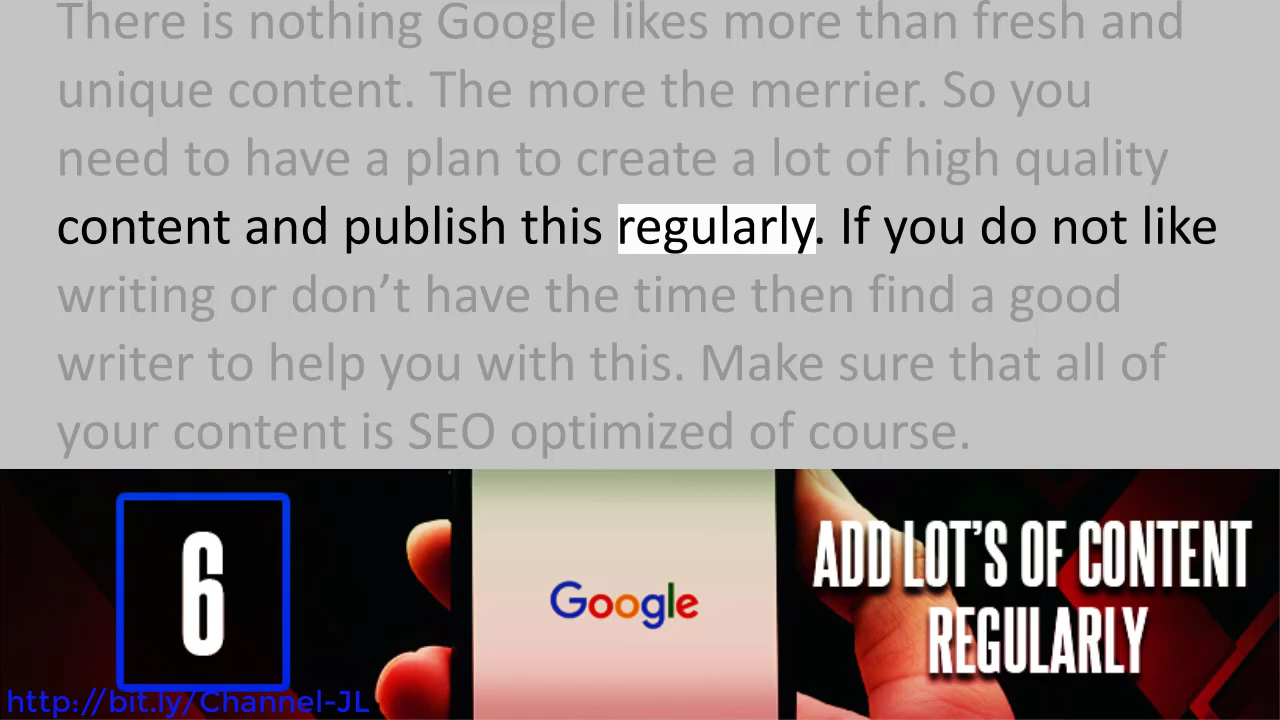 There is nothing Google likes more than fresh and
unique content. The more the merrier. So you
need to have a plan to create a lot of high quality
content and publish this regularly. If you do not like
writing or don’t have the time then find a good
writer to help you with this. Make sure that all of
your content is SEO optimized of course.
6
Google
ADD LOT’S OF CONTENT
REGULARLY
http://bit.ly/Channel-JL